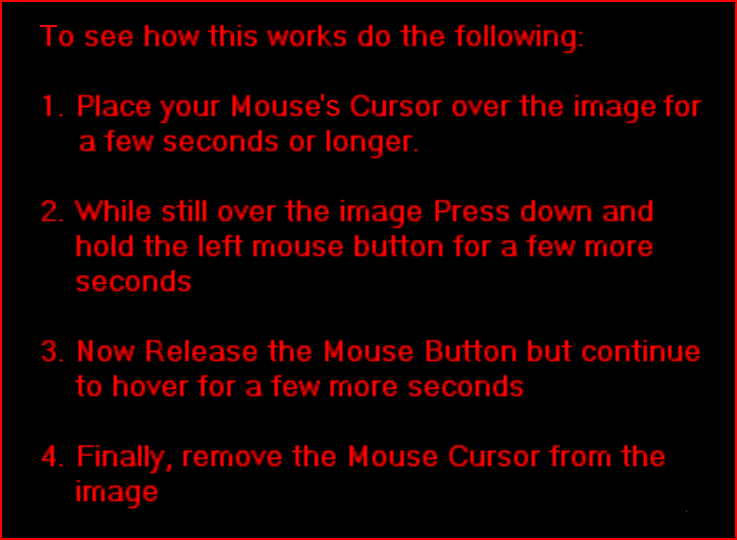 To see how this works do the following:
1. Place your Mouse's Cursor over the image for
a few seconds or longer.
2. While still over the image Press down and
hold the left mouse button for a few more
seconds
3. Now Release the Mouse Button but continue
to hover for a few more seconds
4. Finally, remove the Mouse Cursor from the
image